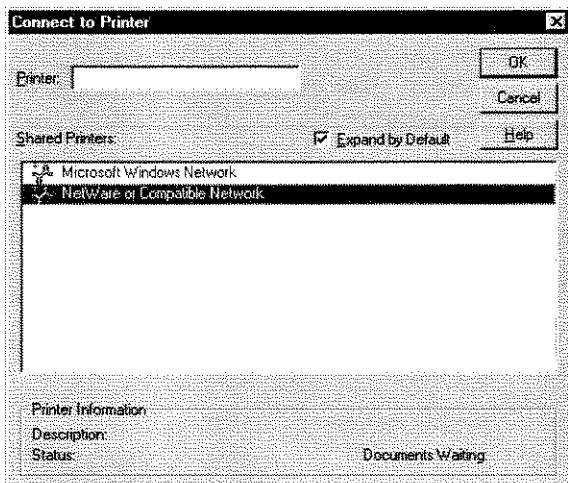 Connect to Printer
OK
Printer:
Cancel
Shared Printers:
Expand by Default
Help
Microsoft Windows Network
NetWare or Compatible Network
Printer Information
Description:
Status:
Documents Waiting: